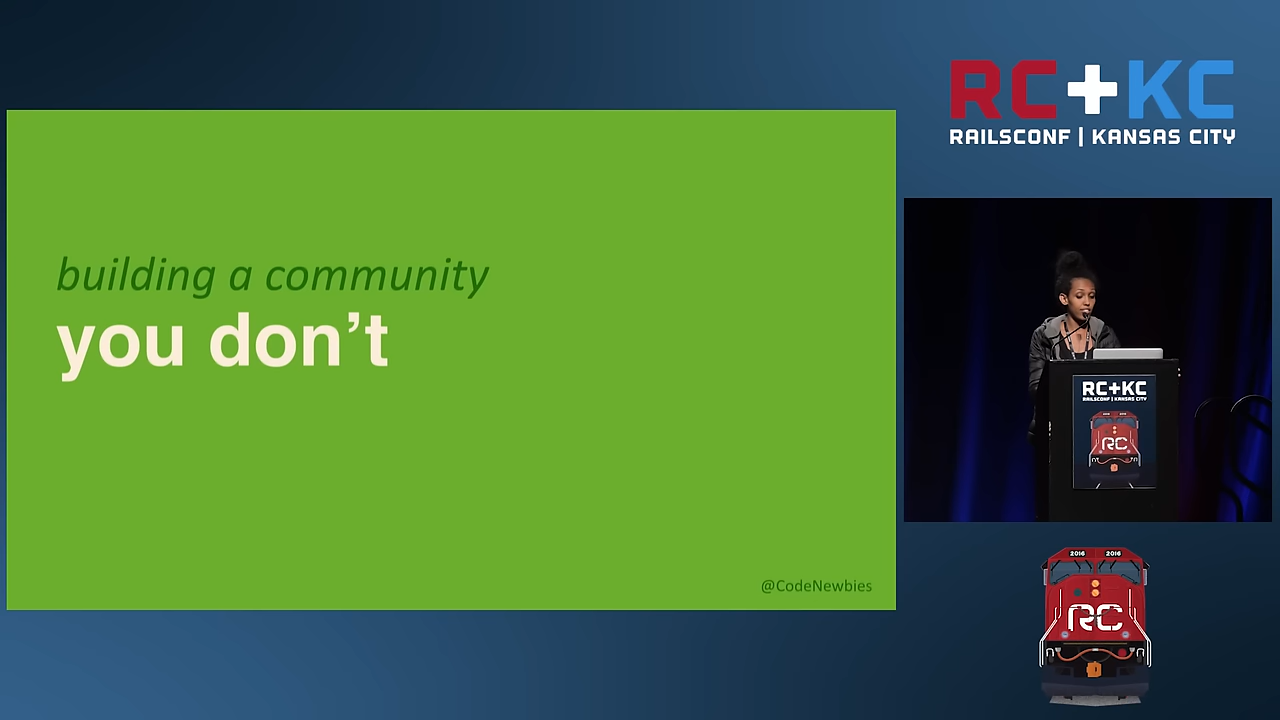 building a community
you don't
@CodeNewbies
RC+KC
RAILSCONF | KANSAS CITY
RC+KC
RAILSCONF | KANSAS CITY
RC
2016 2016
RC